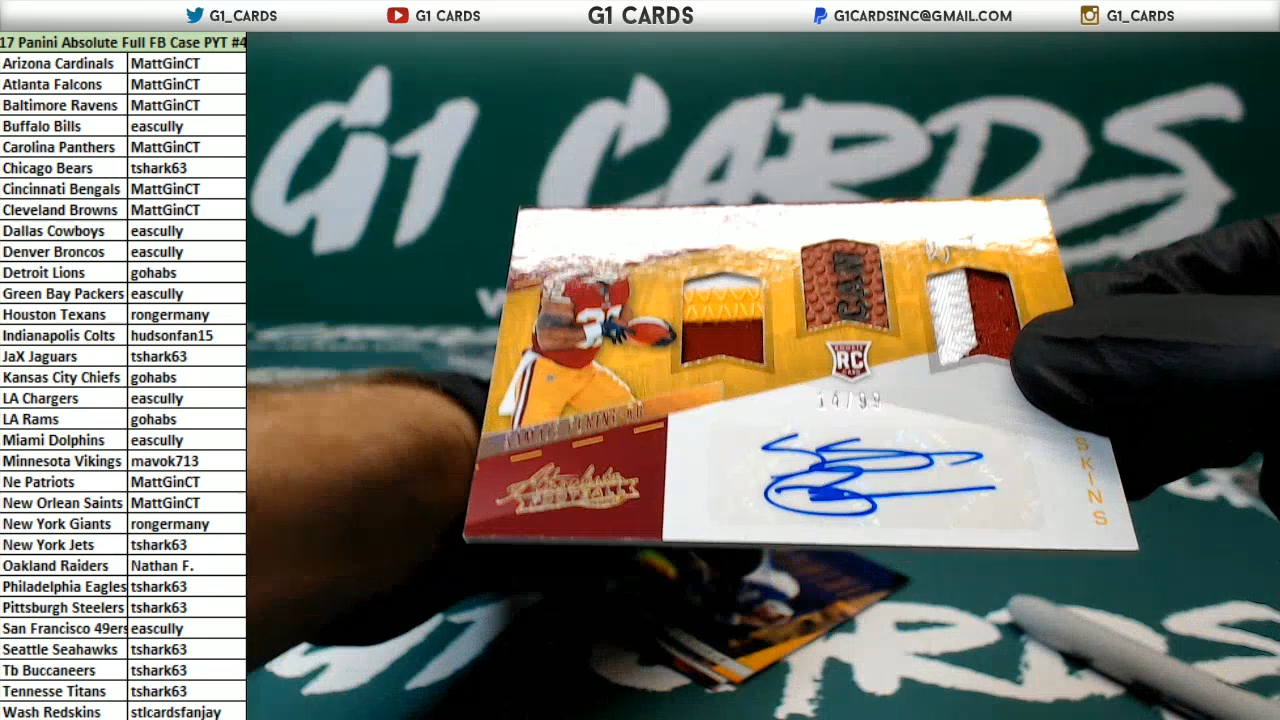 G1_CARDS
G1 CARDS
G1 CARDS
G1CARDSINC@GMAIL.COM
G1_CARDS
17 Panini Absolute Full FB Case PYT #4
Arizona Cardinals MattGinCT
Atlanta Falcons MattGinCT
Baltimore Ravens MattGinCT
Buffalo Bills eascully
Carolina Panthers MattGinCT
Chicago Bears tshark63
Cincinnati Bengals MattGinCT
Cleveland Browns MattGinCT
Dallas Cowboys eascully
Denver Broncos eascully
Detroit Lions gohabs
Green Bay Packers eascully
Houston Texans rongermany
Indianapolis Colts hudsonfan15
JaX Jaguars tshark63
Kansas City Chiefs gohabs
LA Chargers eascully
LA Rams gohabs
Miami Dolphins eascully
Minnesota Vikings mavok713
Ne Patriots MattGinCT
New Orlean Saints MattGinCT
New York Giants rongermany
New York Jets tshark63
Oakland Raiders Nathan F.
Philadelphia Eagles tshark63
Pittsburgh Steelers tshark63
San Francisco 49ers eascully
Seattle Seahawks tshark63
Tb Buccaneers tshark63
Tennesse Titans tshark63
Wash Redskins stlcardsfanjay
G1 CARDS
RC
14/99
Absolute
FOOTBALL
SKINS